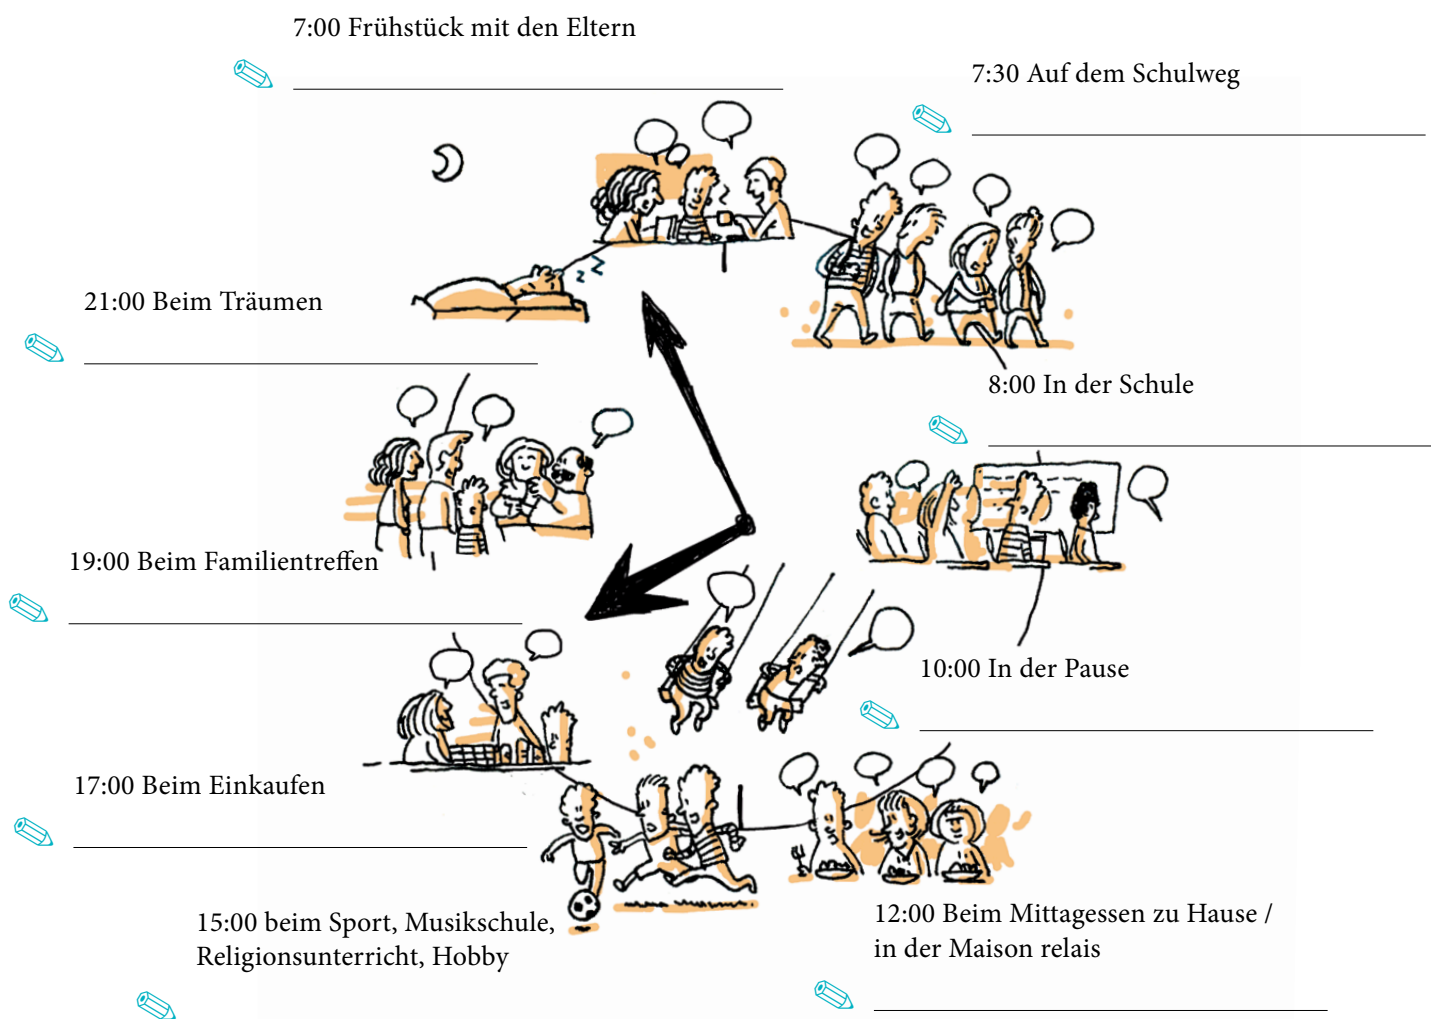 7:00 Frühstück mit den Eltern
7:30 Auf dem Schulweg
21:00 Beim Träumen
8:00 In der Schule
19:00 Beim Familientreffen
10:00 In der Pause
17:00 Beim Einkaufen
15:00 beim Sport, Musikschule,
Religionsunterricht, Hobby
12:00 Beim Mittagessen zu Hause /
in der Maison relais
z Z